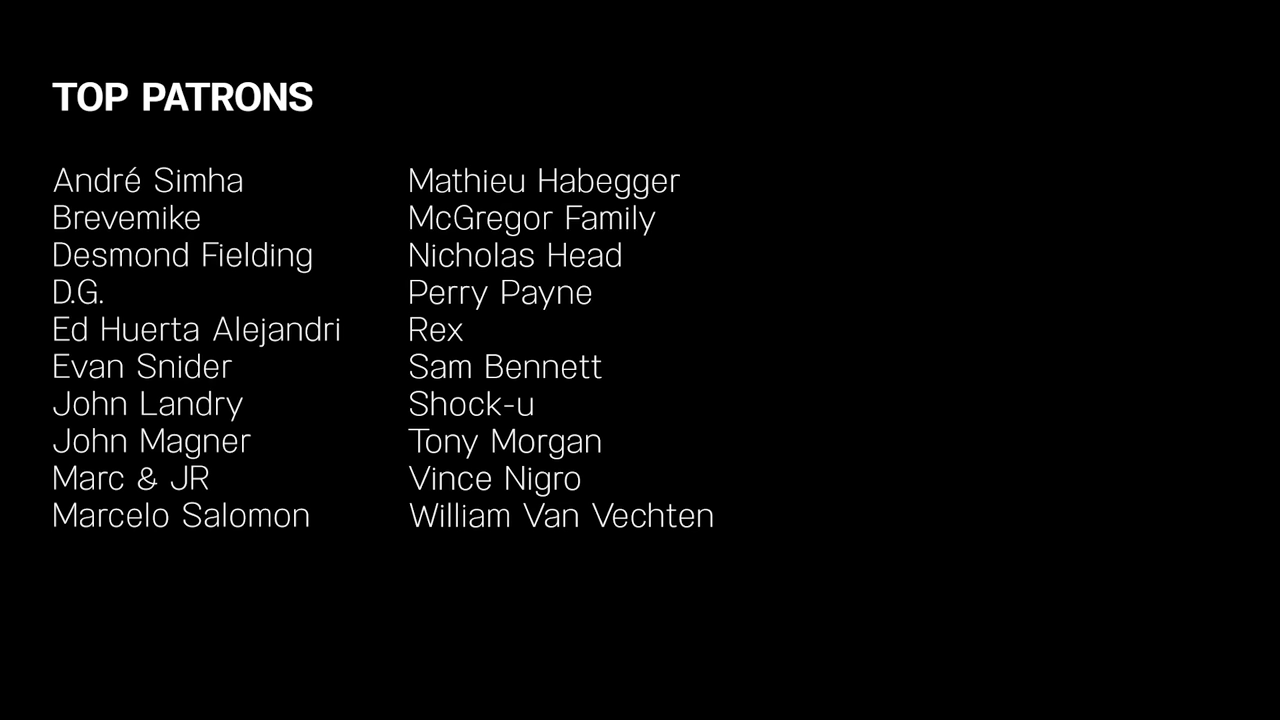 TOP PATRONS
André Simha
Brevemike
Desmond Fielding
D.G.
Ed Huerta Alejandri
Evan Snider
John Landry
John Magner
Marc & JR
Marcelo Salomon
Mathieu Habegger
McGregor Family
Nicholas Head
Perry Payne
Rex
Sam Bennett
Shock-u
Tony Morgan
Vince Nigro
William Van Vechten